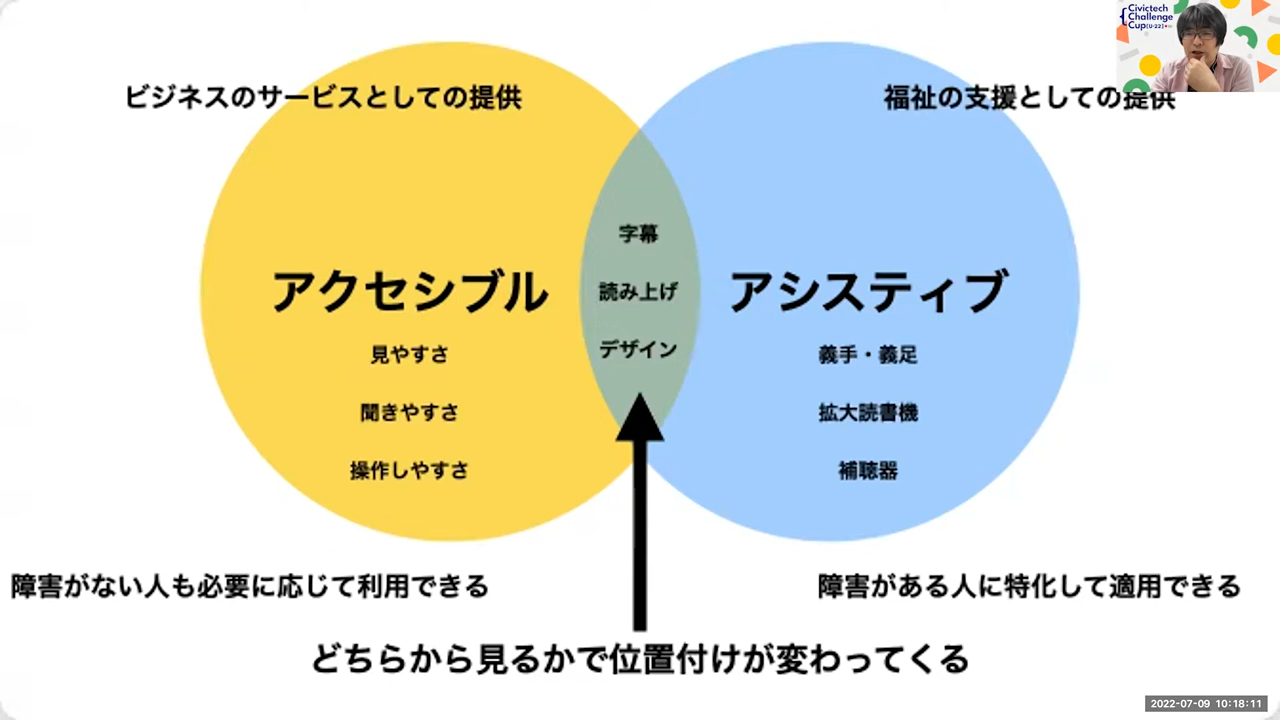 Civictech
Challenge
Cup U-22
ビジネスのサービスとしての提供
福祉の支援としての提供
字幕
読み上げ
デザイン
アクセシブル
見やすさ
聞きやすさ
操作しやすさ
アシスティブ
義手・義足
拡大読書機
補聴器
障害がない人も必要に応じて利用できる
障害がある人に特化して適用できる
どちらから見るかで位置付けが変わってくる
2022-07-09 10:18:11